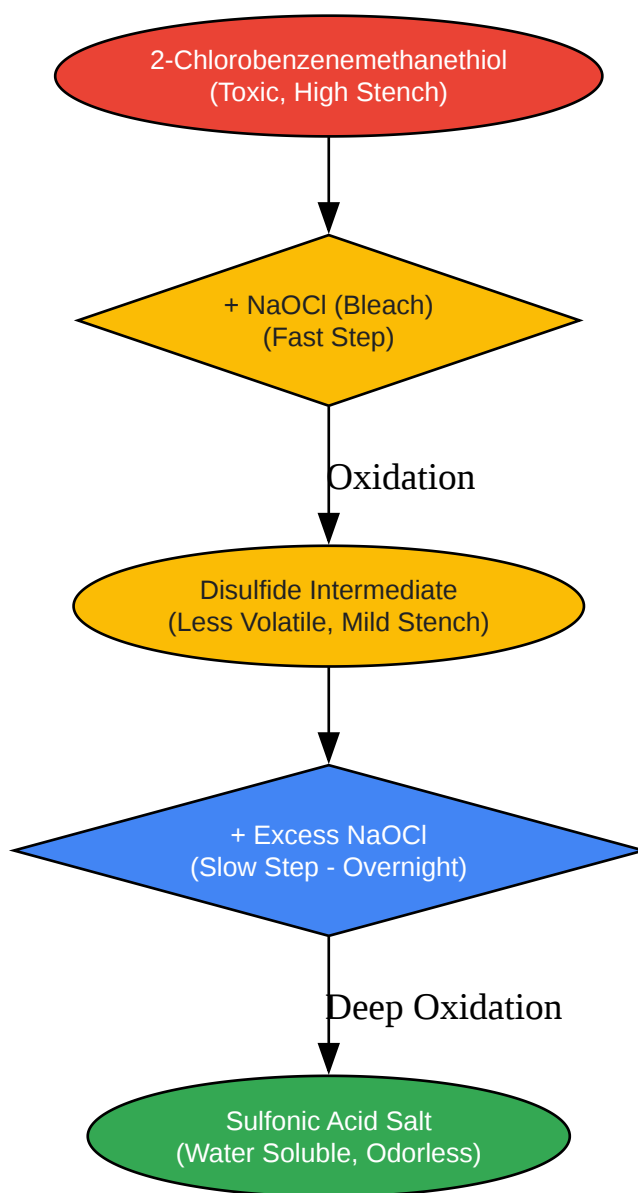 2-Chlorobenzenemethanethiol
(Toxic, High Stench)
+ NaOCl (Bleach)
(Fast Step)
Oxidation
Disulfide Intermediate
(Less Volatile, Mild Stench)
+ Excess NaOCl
(Slow Step - Overnight)
Deep Oxidation
Sulfonic Acid Salt
(Water Soluble, Odorless)